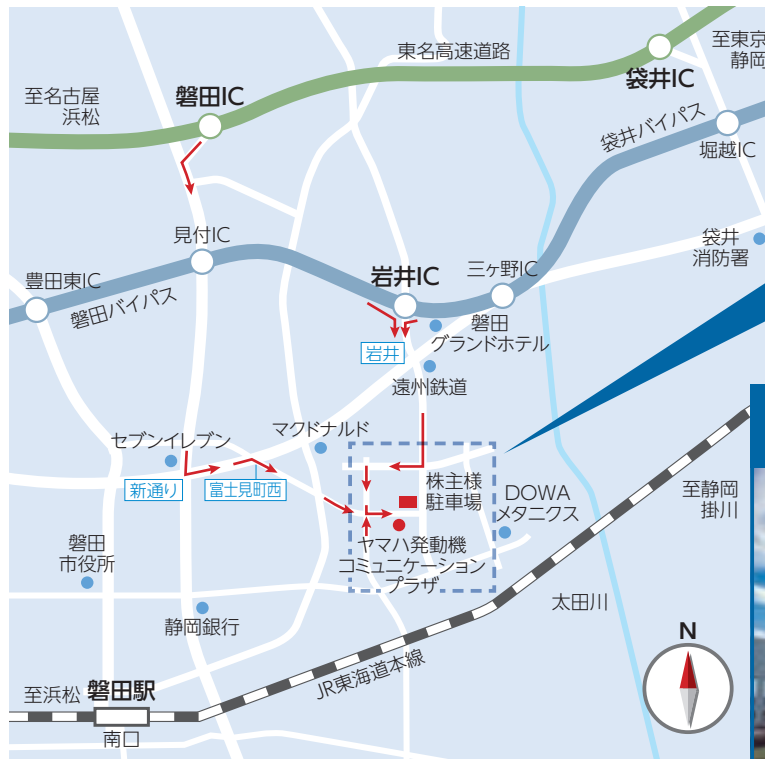 東名高速道路
至東京
静岡
袋井IC
至名古屋
浜松
磐田IC
袋井バイパス
堀越IC
見付IC
袋井
消防署
岩井IC
三ヶ野IC
豊田東IC
磐田バイパス
磐田
グランドホテル
岩井
遠州鉄道
セブンイレブン
マクドナルド
新通り
富士見町西
株主様
駐車場
DOWA
メタニクス
至静岡
掛川
磐田
市役所
ヤマハ発動機
コミュニケーション
プラザ
静岡銀行
太田川
N
JR東海道本線
至浜松
磐田駅
南口